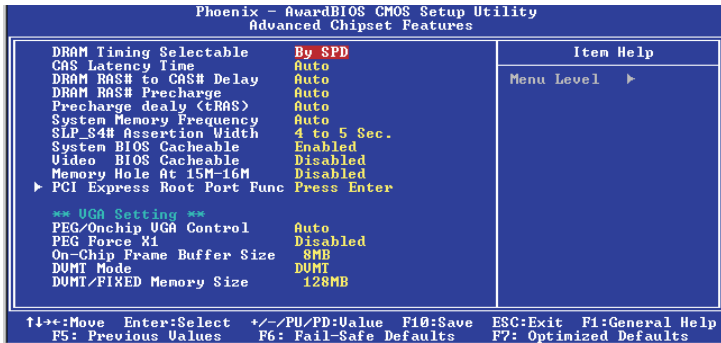 Phoenix - AwardBIOS CMOS Setup Utility
Advanced Chipset Features
DRAM Timing Selectable By SPD
CAS Latency Time Auto
DRAM RAS# to CAS# Delay Auto
DRAM RAS# Precharge Auto
Precharge dealy (tRAS) Auto
System Memory Frequency Auto
SLP_S4# Assertion Width 4 to 5 Sec.
System BIOS Cacheable Enabled
Video BIOS Cacheable Disabled
Memory Hole At 15M-16M Disabled
▶ PCI Express Root Port Func Press Enter
** VGA Setting **
PEG/Onchip VGA Control Auto
PEG Force X1 Disabled
On-Chip Frame Buffer Size 8MB
DVMT Mode DVMT
DVMT/FIXED Memory Size 128MB
Item Help
Menu Level ▶
↑↓→←:Move Enter:Select +/-/PU/PD:Value F10:Save ESC:Exit F1:General Help
F5: Previous Values F6: Fail-Safe Defaults F7: Optimized Defaults